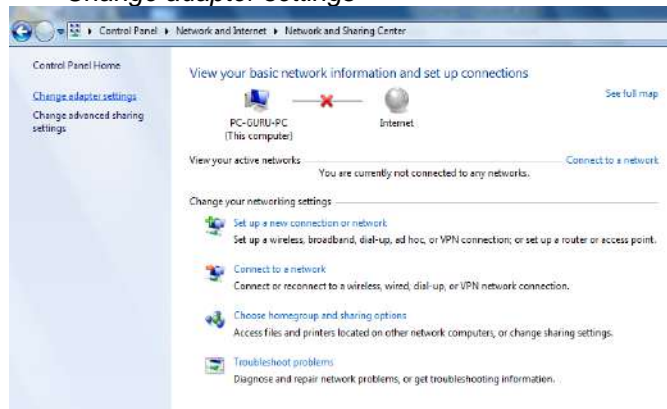 Change adapter settings
Control Panel ▸ Network and Internet ▸ Network and Sharing Center
Control Panel Home
Change adapter settings
Change advanced sharing
settings
View your basic network information and set up connections
See full map
PC-GURU-PC
(This computer)
Internet
View your active networks
Connect to a network
You are currently not connected to any networks.
Change your networking settings
Set up a new connection or network
Set up a wireless, broadband, dial-up, ad hoc, or VPN connection; or set up a router or access point.
Connect to a network
Connect or reconnect to a wireless, wired, dial-up, or VPN network connection.
Choose homegroup and sharing options
Access files and printers located on other network computers, or change sharing settings.
Troubleshoot problems
Diagnose and repair network problems, or get troubleshooting information.